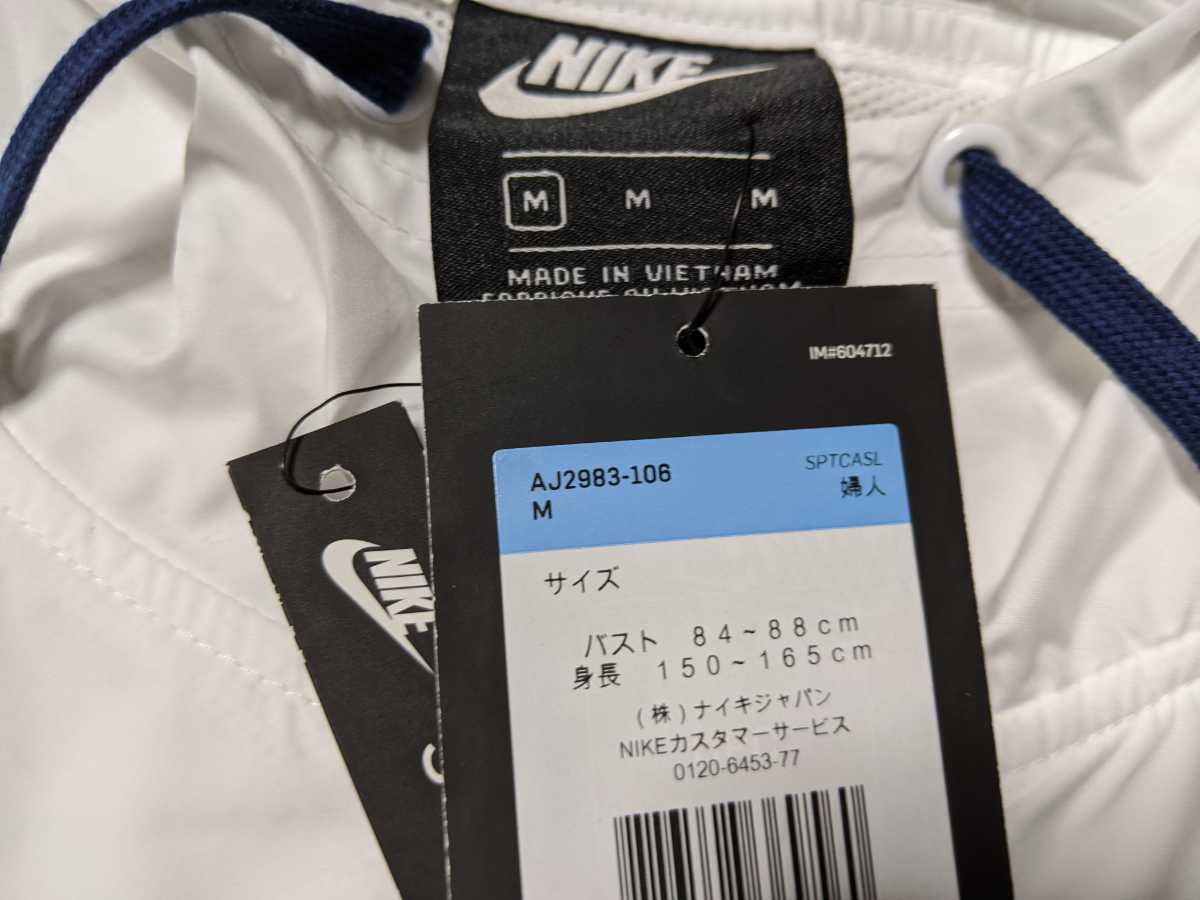 NIKE
M M M
MADE IN VIETNAM
IM#604712
AJ2983-106
M
SPTCASL
婦人
サイズ
バスト 84~88cm
身長 150~165cm
(株)ナイキジャパン
NIKEカスタマーサービス
0120-6453-77
NIKE